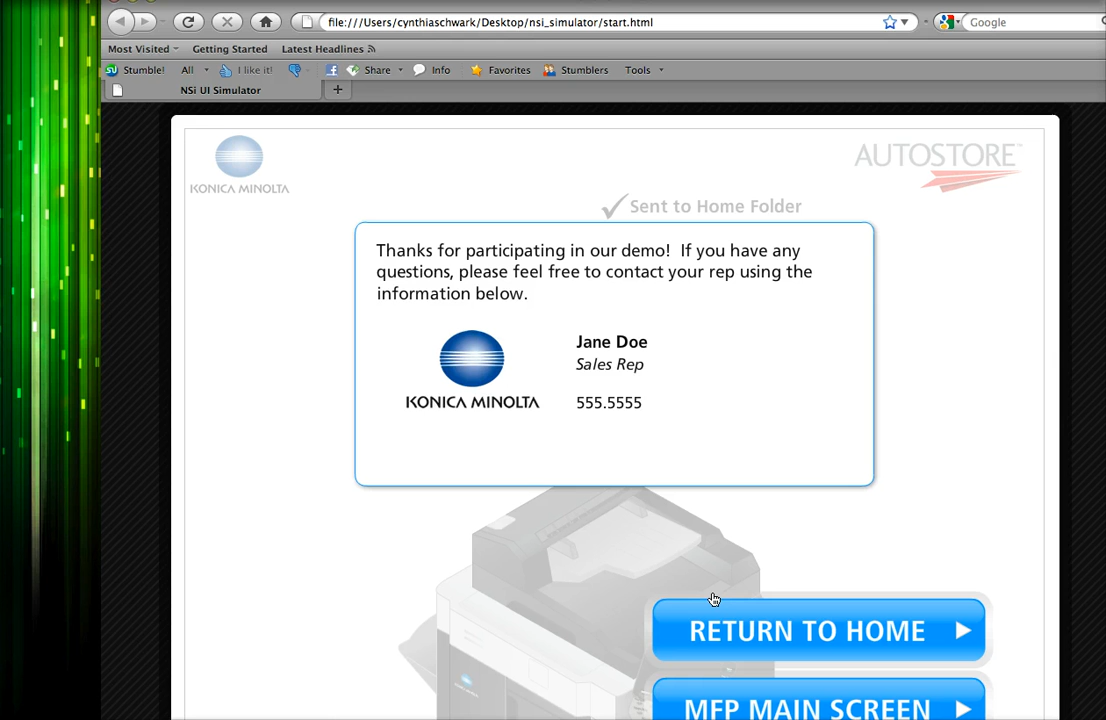 file:///Users/cynthiaschwark/Desktop/nsi_simulator/start.html
Google
Most Visited Getting Started Latest Headlines
Stumble! All I like it! Share Info Favorites Stumblers Tools
NSi UI Simulator
KONICA MINOLTA
AUTOSTORE™
Sent to Home Folder
Thanks for participating in our demo! If you have any
questions, please feel free to contact your rep using the
information below.
Jane Doe
Sales Rep
KONICA MINOLTA
555.5555
RETURN TO HOME
MFP MAIN SCREEN